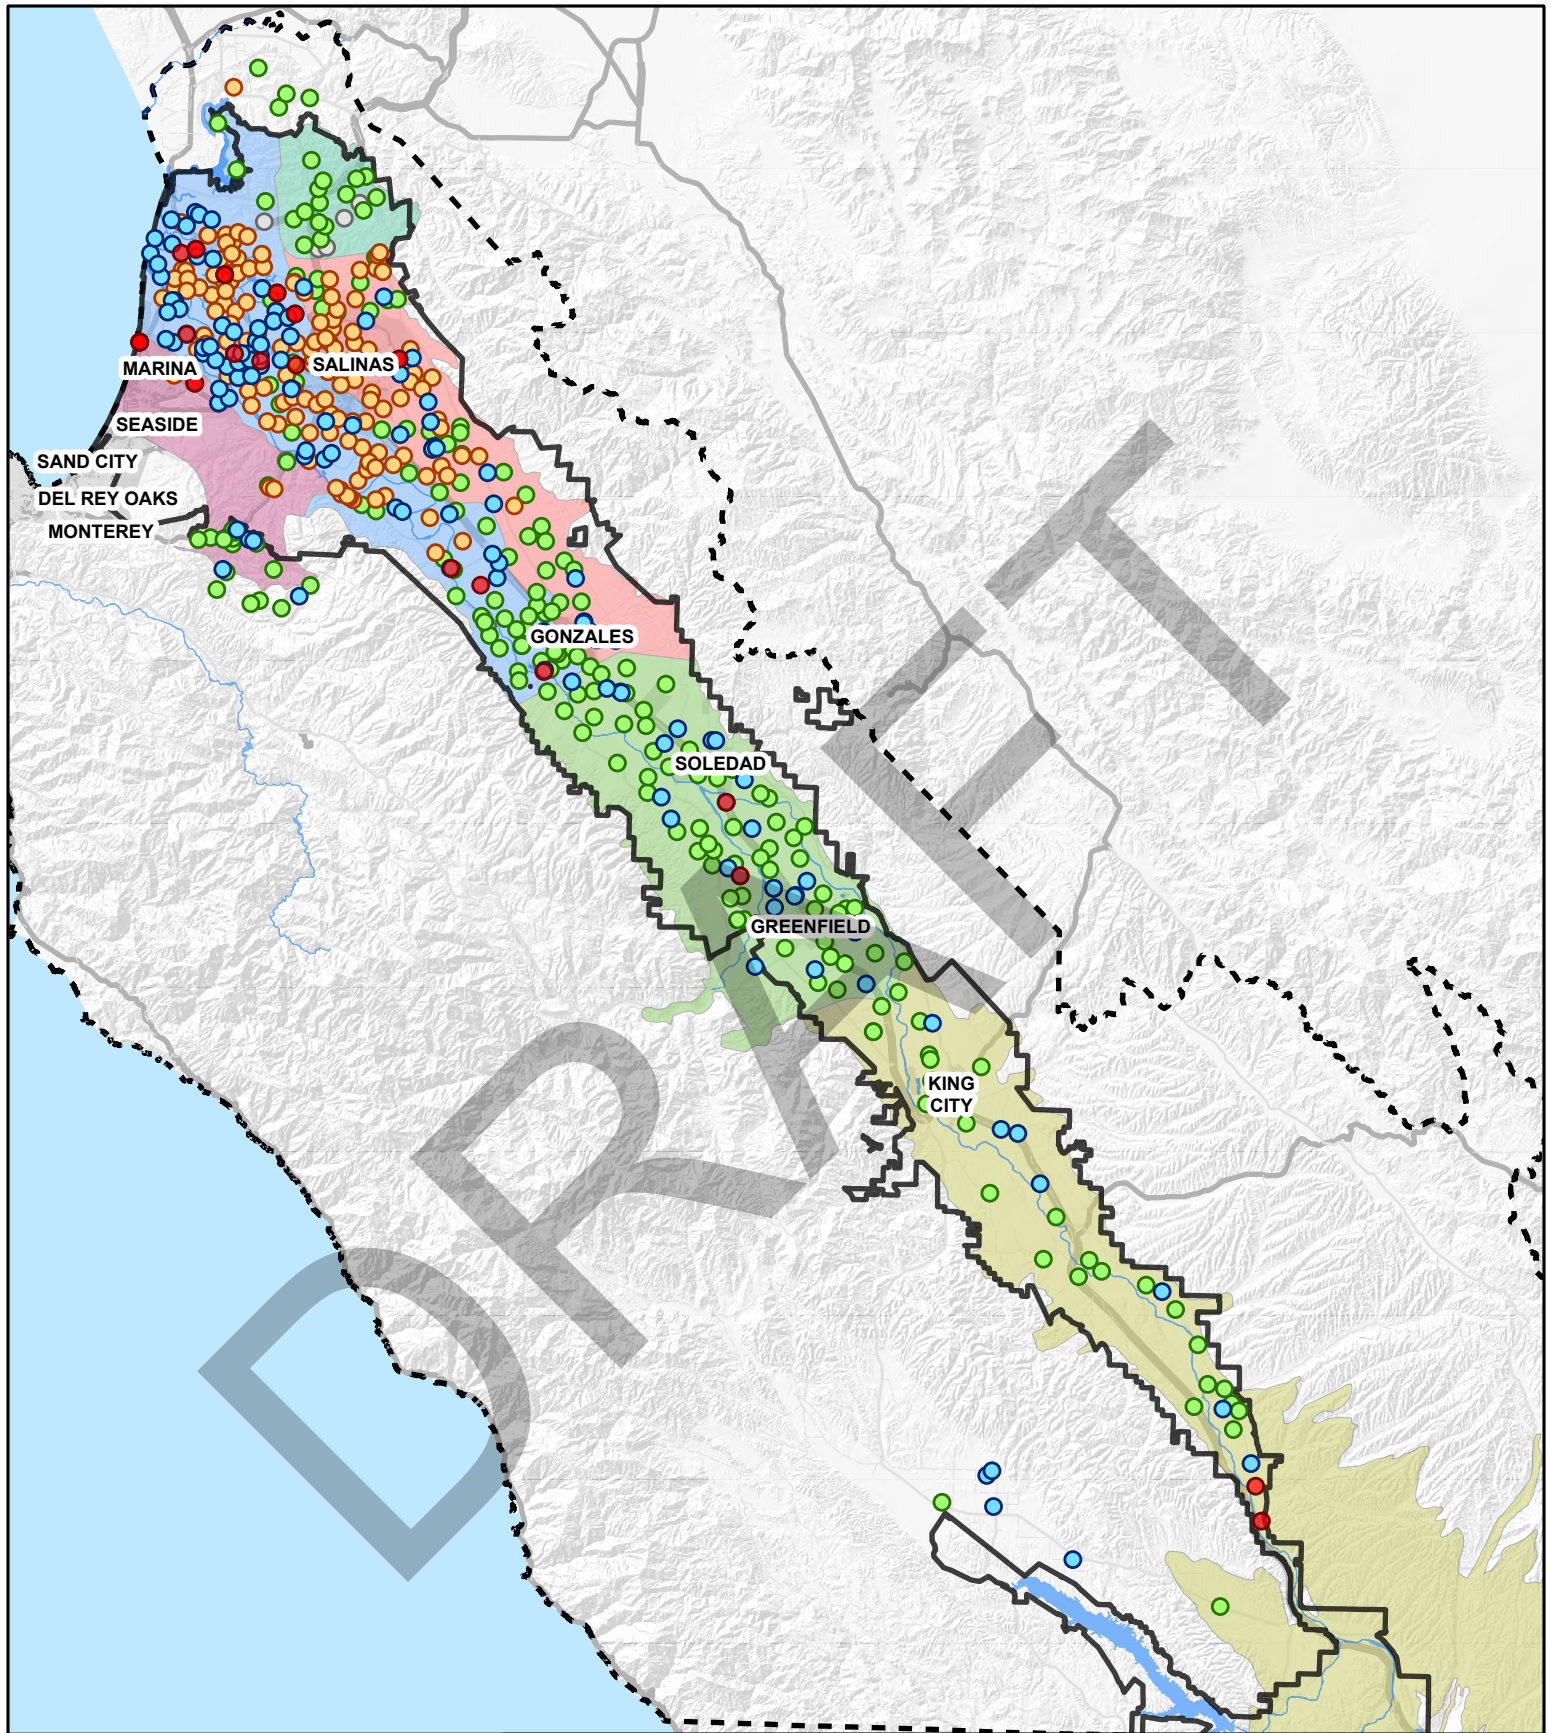 MARINA
SALINAS
SEASIDE
SAND CITY
DEL REY OAKS
MONTEREY
GONZALES
SOLEDAD
GREENFIELD
KING
CITY
DRAFT